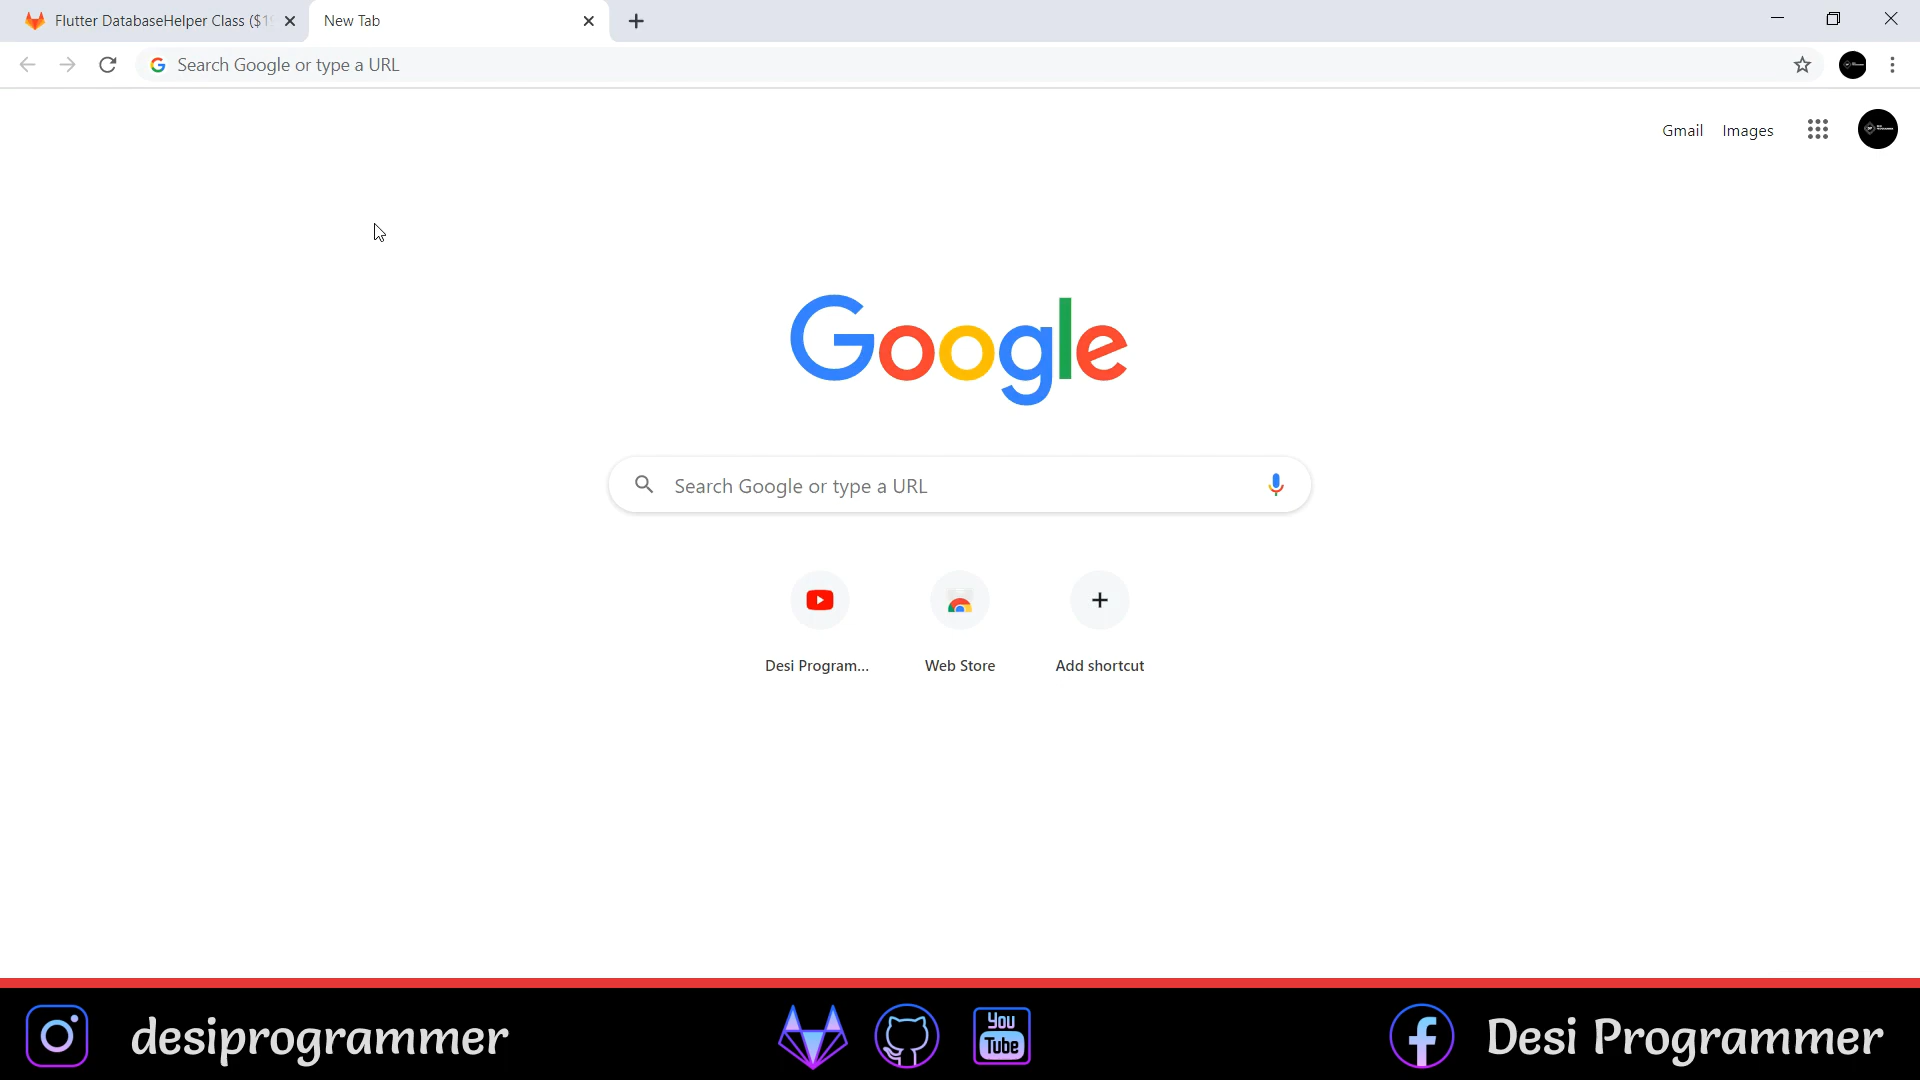 Flutter DatabaseHelper Class ($1
New Tab
Search Google or type a URL
Gmail Images
Google
Search Google or type a URL
Desi Program... Web Store Add shortcut
desiprogrammer You Tube Desi Programmer